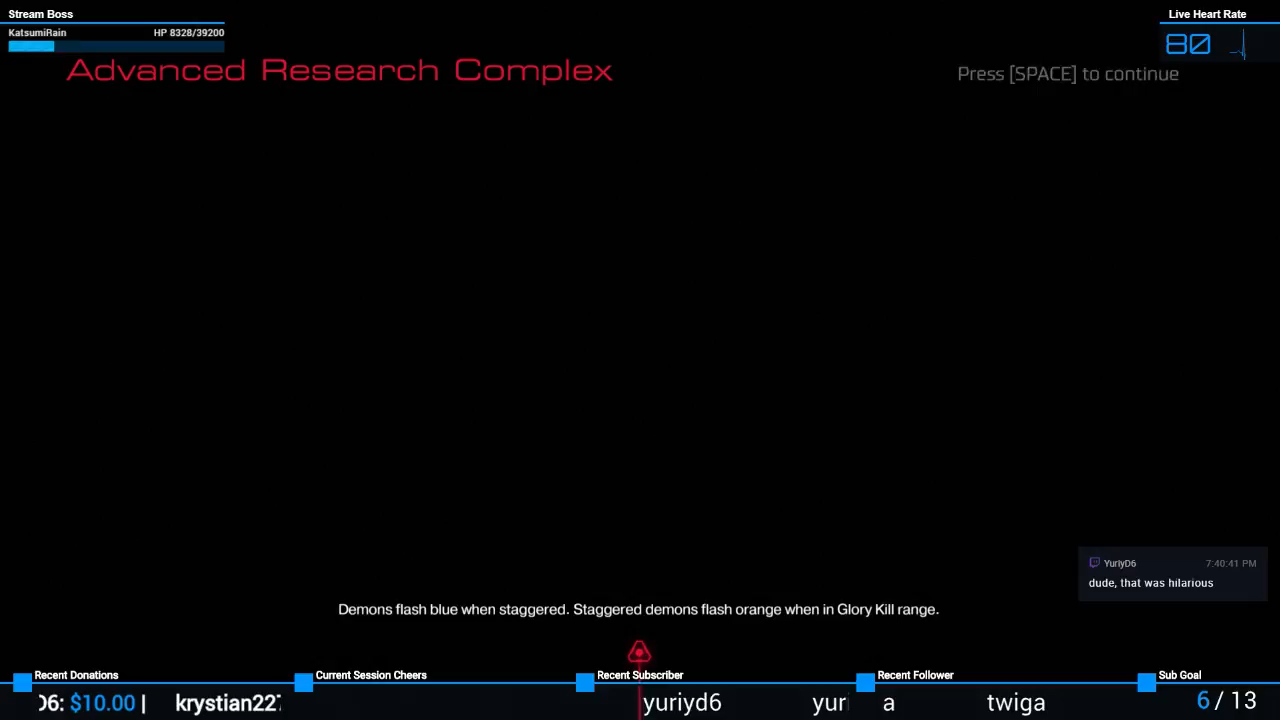 Stream Boss
KatsumiRain HP 8328/39200
Live Heart Rate
80
Advanced Research Complex
Press [SPACE] to continue
YuriyD6 7:40:41 PM
dude, that was hilarious
Demons flash blue when staggered. Staggered demons flash orange when in Glory Kill range.
Recent Donations
D6: $10.00 | krystian227
Current Session Cheers
Recent Subscriber
yuriyd6 yuri
Recent Follower
a twiga
Sub Goal
6 / 13